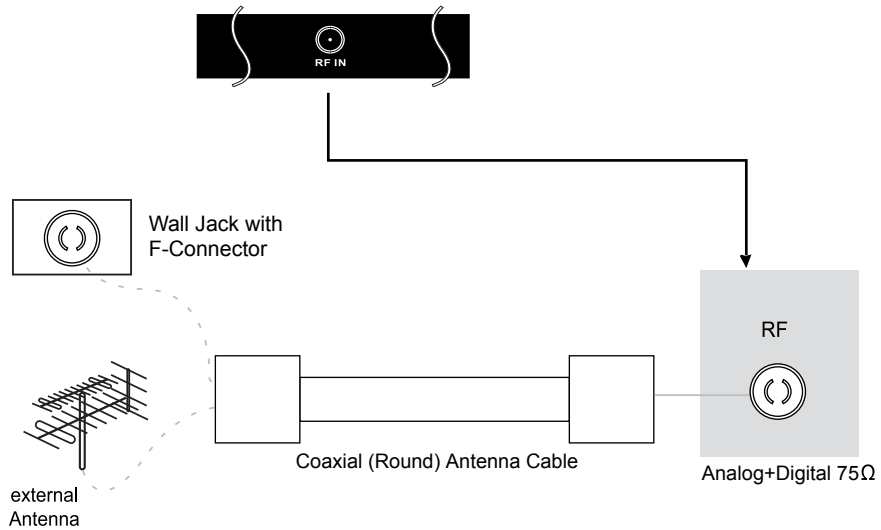 RF IN
Wall Jack with
F-Connector
RF
Coaxial (Round) Antenna Cable
Analog+Digital 75Ω
external
Antenna